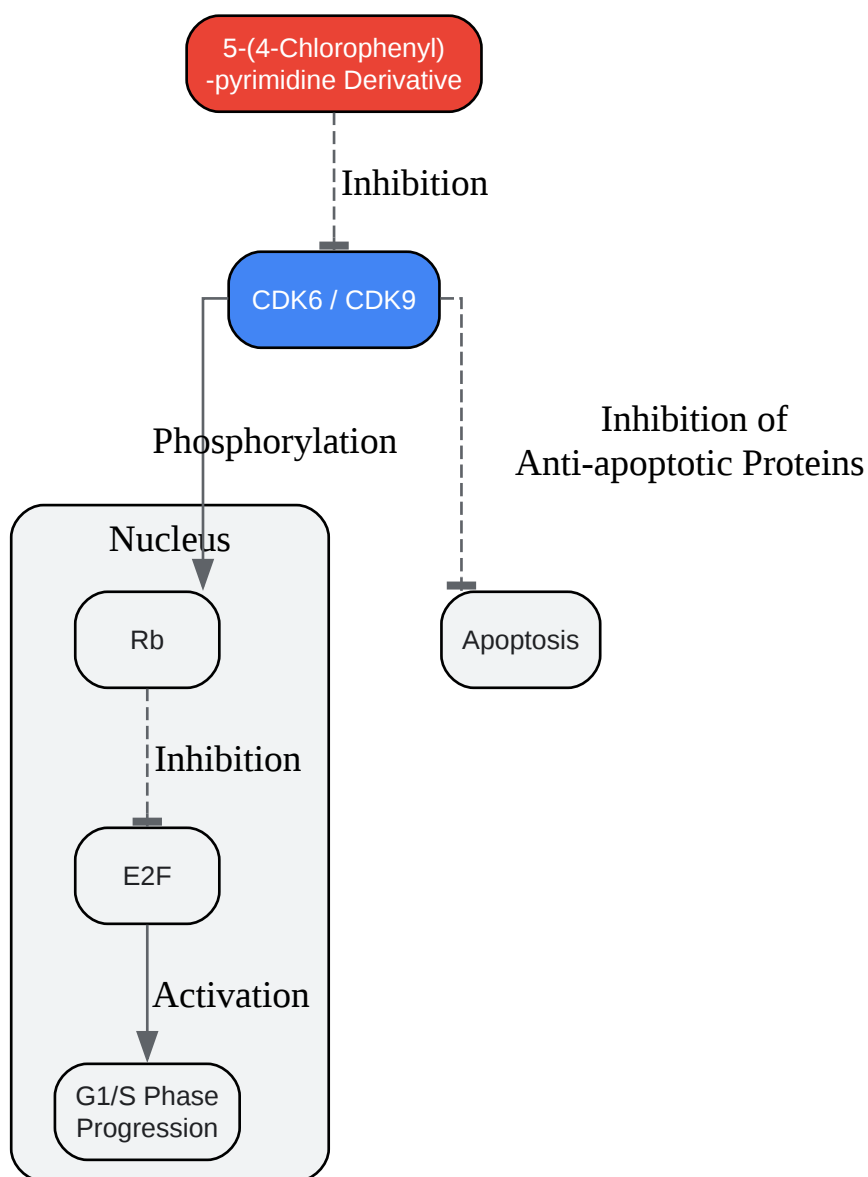 5-(4-Chlorophenyl)
-pyrimidine Derivative
Inhibition
CDK6 / CDK9
Phosphorylation
Inhibition of
Anti-apoptotic Proteins
Nucleus
Rb
Apoptosis
Inhibition
E2F
Activation
G1/S Phase
Progression